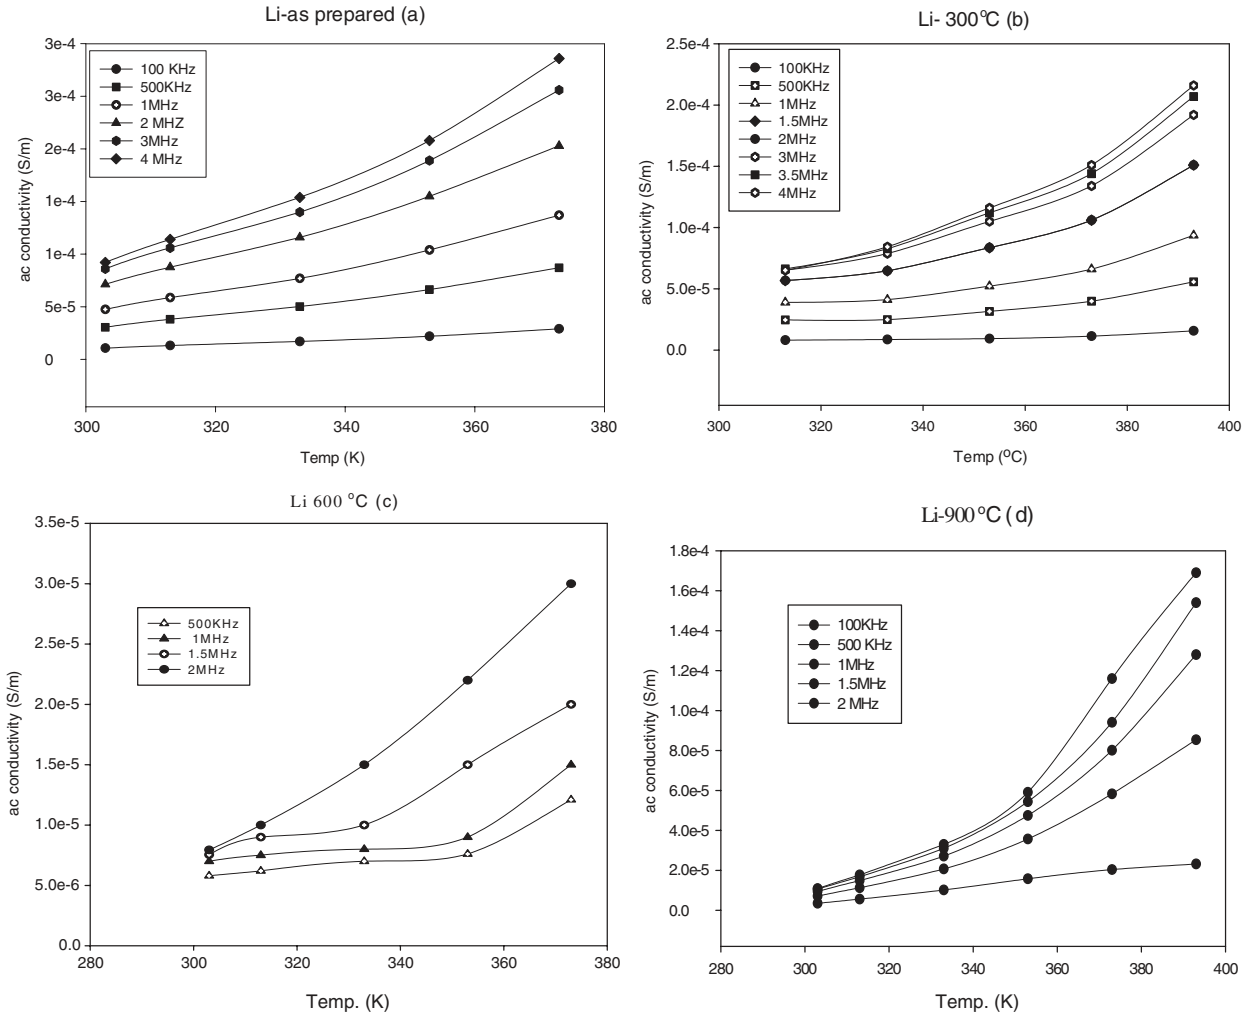 Li-as prepared (a)
3e-4
3e-4
2e-4
1e-4
1e-4
5e-5
0
ac conductivity (S/m)
100 KHz
500KHz
1MHz
2 MHZ
3MHz
4 MHz
300 320 340 360 380
Temp (K)
Li- 300°C (b)
2.5e-4
2.0e-4
1.5e-4
1.0e-4
5.0e-5
0.0
ac conductivity (S/m)
100KHz
500KHz
1MHz
1.5MHz
2MHz
3MHz
3.5MHz
4MHz
300 320 340 360 380 400
Temp (°C)
Li 600 °C (c)
3.5e-5
3.0e-5
2.5e-5
2.0e-5
1.5e-5
1.0e-5
5.0e-6
0.0
ac conductivity (S/m)
500KHz
1MHz
1.5MHz
2MHz
280 300 320 340 360 380
Temp. (K)
Li-900°C ( d)
1.8e-4
1.6e-4
1.4e-4
1.2e-4
1.0e-4
8.0e-5
6.0e-5
4.0e-5
2.0e-5
0.0
ac conductivity (S/m)
100KHz
500 KHz
1MHz
1.5MHz
2 MHz
280 300 320 340 360 380 400
Temp. (K)